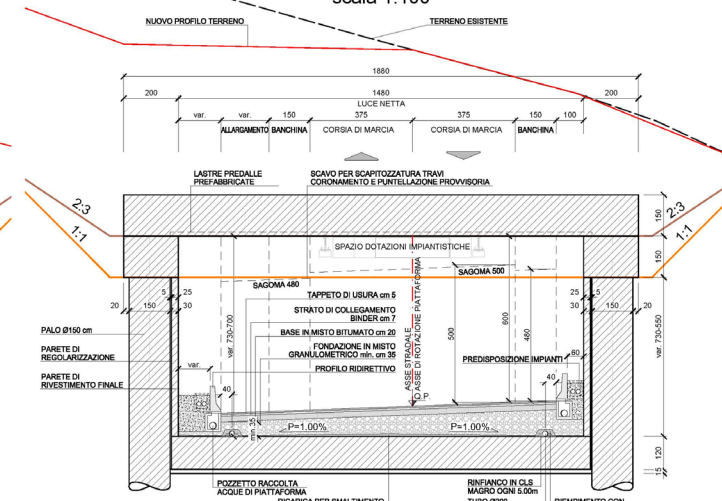 scala 1:100
NUOVO PROFILO TERRENO
TERRENO ESISTENTE
1880
200
1480
200
LUCE NETTA
var.
var.
150
375
375
150
100
ALLARGAMENTO
BANCHINA
CORSIA DI MARCIA
CORSIA DI MARCIA
BANCHINA
LASTRE PREDALLE
PREFABBRICATE
SCAVO PER SCAPITOZZATURA TRAVI
CORONAMENTO E PUNTELLAZIONE PROVVISORIA
2:3
1:1
2:3
1:1
150
150
SPAZIO DOTAZIONI IMPIANTISTICHE
SAGOMA 480
SAGOMA 500
20
150
5
25
30
25
5
30
150
20
TAPPETO DI USURA cm 5
STRATO DI COLLEGAMENTO
BINDER cm 7
BASE IN MISTO BITUMATO cm 20
FONDAZIONE IN MISTO
GRANULOMETRICO min. cm 35
PROFILO RIDIRETTIVO
PALO Ø150 cm
PARETE DI
REGOLARIZZAZIONE
PARETE DI
RIVESTIMENTO FINALE
var. 730-700
ASSE STRADALE
ASSE DI ROTAZIONE PIATTAFORMA
500
600
480
var. 730-550
PREDISPOSIZIONE IMPIANTI
var.
40
60
40
Q.P.
min.35
P=1.00%
P=1.00%
120
15
POZZETTO RACCOLTA
ACQUE DI PIATTAFORMA
RINFIANCO IN CLS
MAGRO OGNI 5.00m